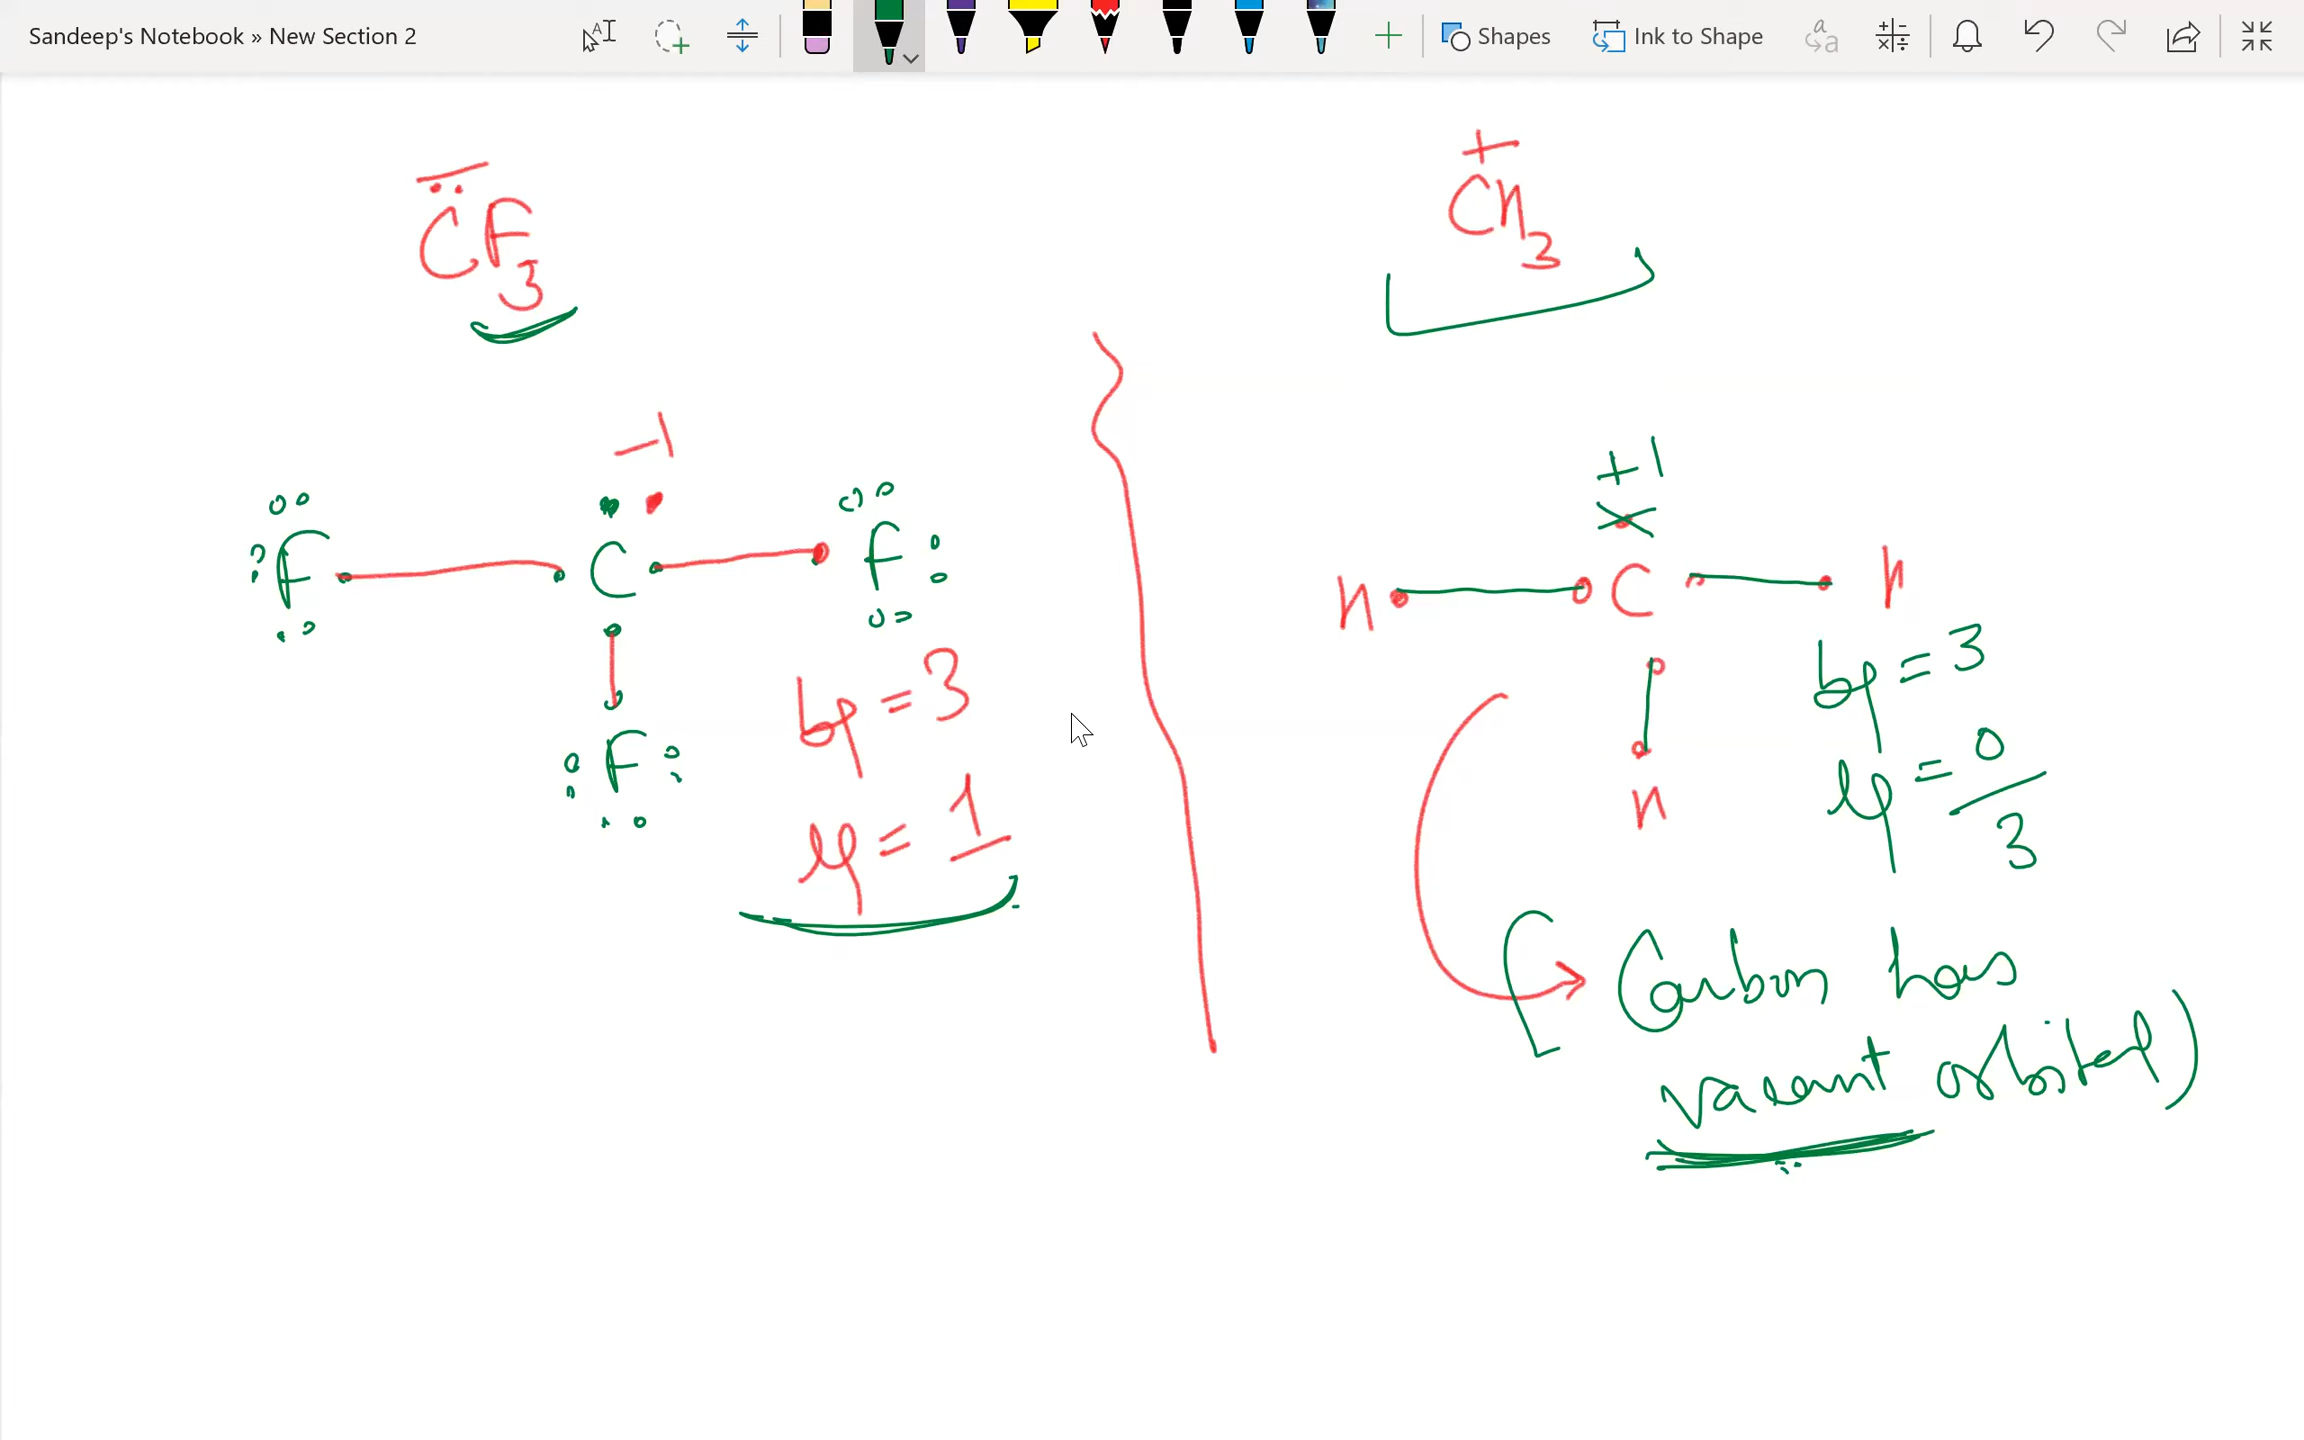 Sandeep's Notebook » New Section 2
Shapes
Ink to Shape
CF3
+
CH3
-1
F C F
F
bp = 3
lp = 1
+1
H C H
H
bp = 3
lp = 0
3
(Carbon has
vacant orbital)